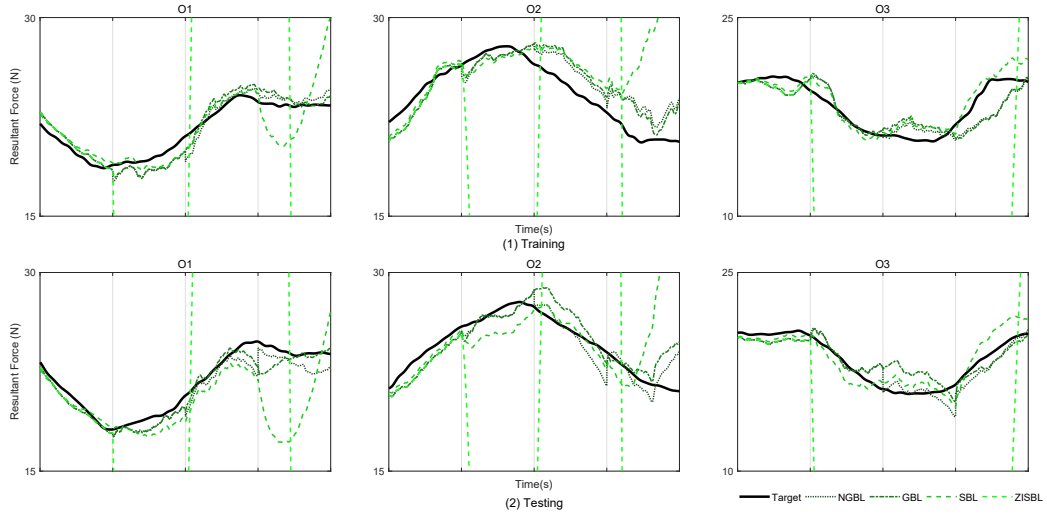 O1
O2
O3
30
30
25
Resultant Force (N)
15
15
10
Time(s)
(1) Training
O1
O2
O3
30
30
25
Resultant Force (N)
15
15
10
Time(s)
(2) Testing
Target NGBL GBL SBL ZISBL